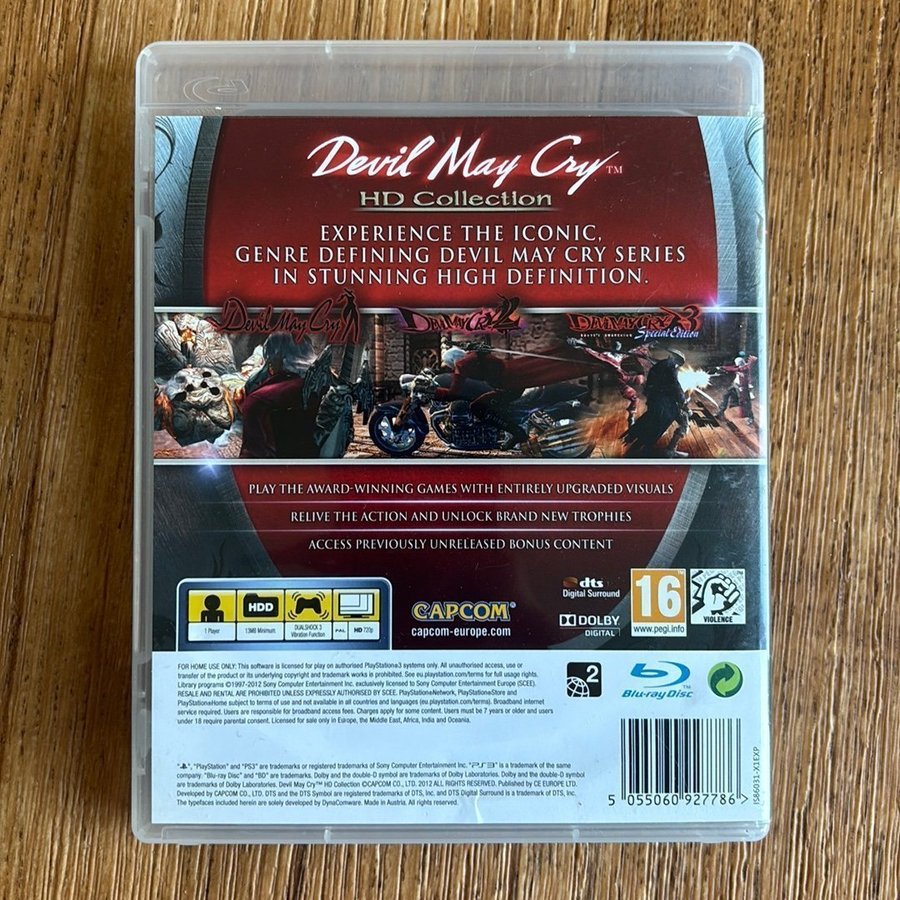 Devil May Cry™
HD Collection
EXPERIENCE THE ICONIC,
GENRE DEFINING DEVIL MAY CRY SERIES
IN STUNNING HIGH DEFINITION.
Devil May Cry
Devil May Cry 2
Devil May Cry 3
Special Edition
PLAY THE AWARD-WINNING GAMES WITH ENTIRELY UPGRADED VISUALS
RELIVE THE ACTION AND UNLOCK BRAND NEW TROPHIES
ACCESS PREVIOUSLY UNRELEASED BONUS CONTENT
HDD
1 Player
13MB Minimum
DUALSHOCK 3
Vibration Function
PAL
HD 720p
CAPCOM®
capcom-europe.com
dts
Digital Surround
DOLBY
DIGITAL
16
www.pegi.info
VIOLENCE
FOR HOME USE ONLY: This software is licensed for play on authorised PlayStation®3 systems only. All unauthorised access, use or
transfer of the product or its underlying copyright and trademark works is prohibited. See eu.playstation.com/terms for full usage rights.
Library programs ©1997-2012 Sony Computer Entertainment Inc. exclusively licensed to Sony Computer Entertainment Europe (SCEE).
RESALE AND RENTAL ARE PROHIBITED UNLESS EXPRESSLY AUTHORISED BY SCEE. PlayStation®Network, PlayStation®Store and
PlayStation®Home subject to terms of use and not available in all countries and languages (eu.playstation.com/terms). Broadband internet
service required. Users are responsible for broadband access fees. Charges apply for some content. Users must be 7 years or older and users
under 18 require parental consent. Licensed for sale only in Europe, the Middle East, Africa, India and Oceania.
2
Blu-ray Disc
", "PlayStation" and "PS3" are trademarks or registered trademarks of Sony Computer Entertainment Inc. "PS3" is a trademark of the same
company. "Blu-ray Disc" and "BD" are trademarks. Dolby and the double-D symbol are trademarks of Dolby Laboratories. Dolby and the double-D symbol
are trademarks of Dolby Laboratories. Devil May Cry™ HD Collection ©CAPCOM CO., LTD. 2012 ALL RIGHTS RESERVED. Published by CE EUROPE LTD.
Developed by CAPCOM CO., LTD. DTS and the DTS Symbol are registered trademarks of DTS, Inc. and DTS Digital Surround is a trademark of DTS, Inc.
The typefaces included herein are solely developed by DynaComware. Made in Austria. All rights reserved.
5 055060 927786 >
IS86031-X1EXP